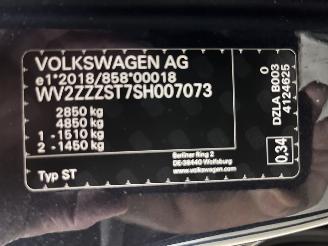 VOLKSWAGEN AG
e1*2018/858*00018
WV2ZZZST7SH007073
2850 kg
4850 kg
1 -1510 kg
2 -1450 kg
Berliner Ring 2
DE-38440 Wolfsburg
www.volkswagen.com
Typ ST
0
DZLA B003
4124625
0,34